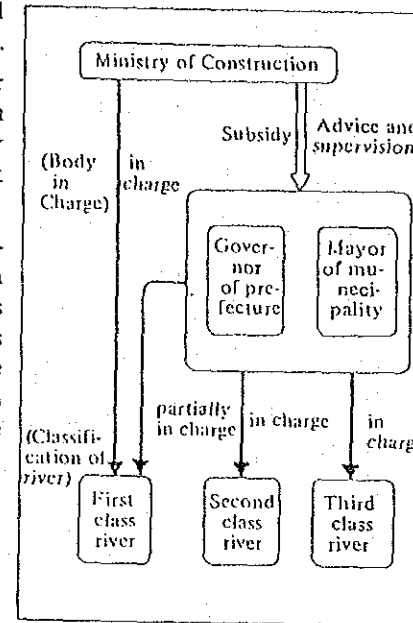 Ministry of Construction
Subsidy
Advice and
supervision
(Body
in
Charge)
in
charge
Gover-
nor
of pre-
fecture
Mayor
of mu-
neci-
pality
partially
in charge
in charge
in
charge
(Classifi-
cation of
river)
First
class
river
Second
class
river
Third
class
river